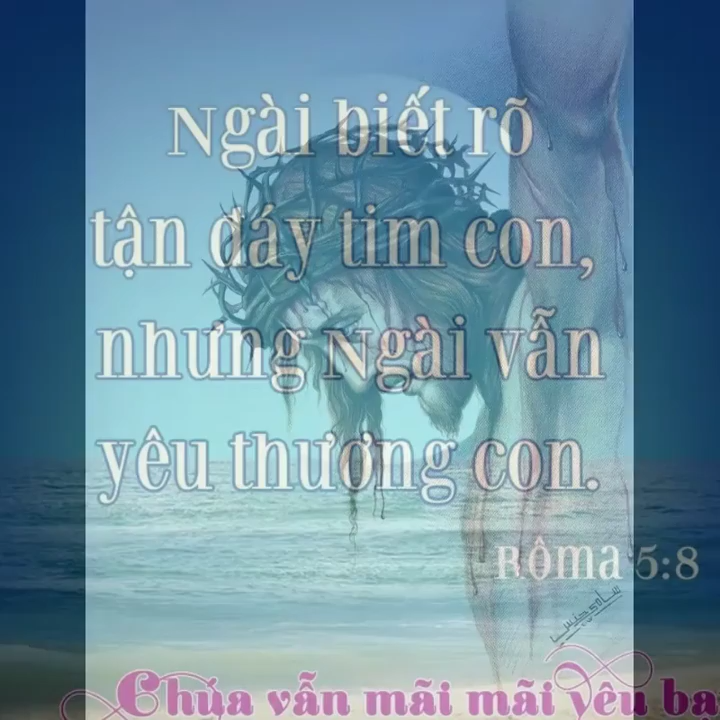 Ngài biết rõ
tận đáy tim con,
nhưng Ngài vẫn
yêu thương con.
Rôma 5:8
Chúa vẫn mãi mãi yêu